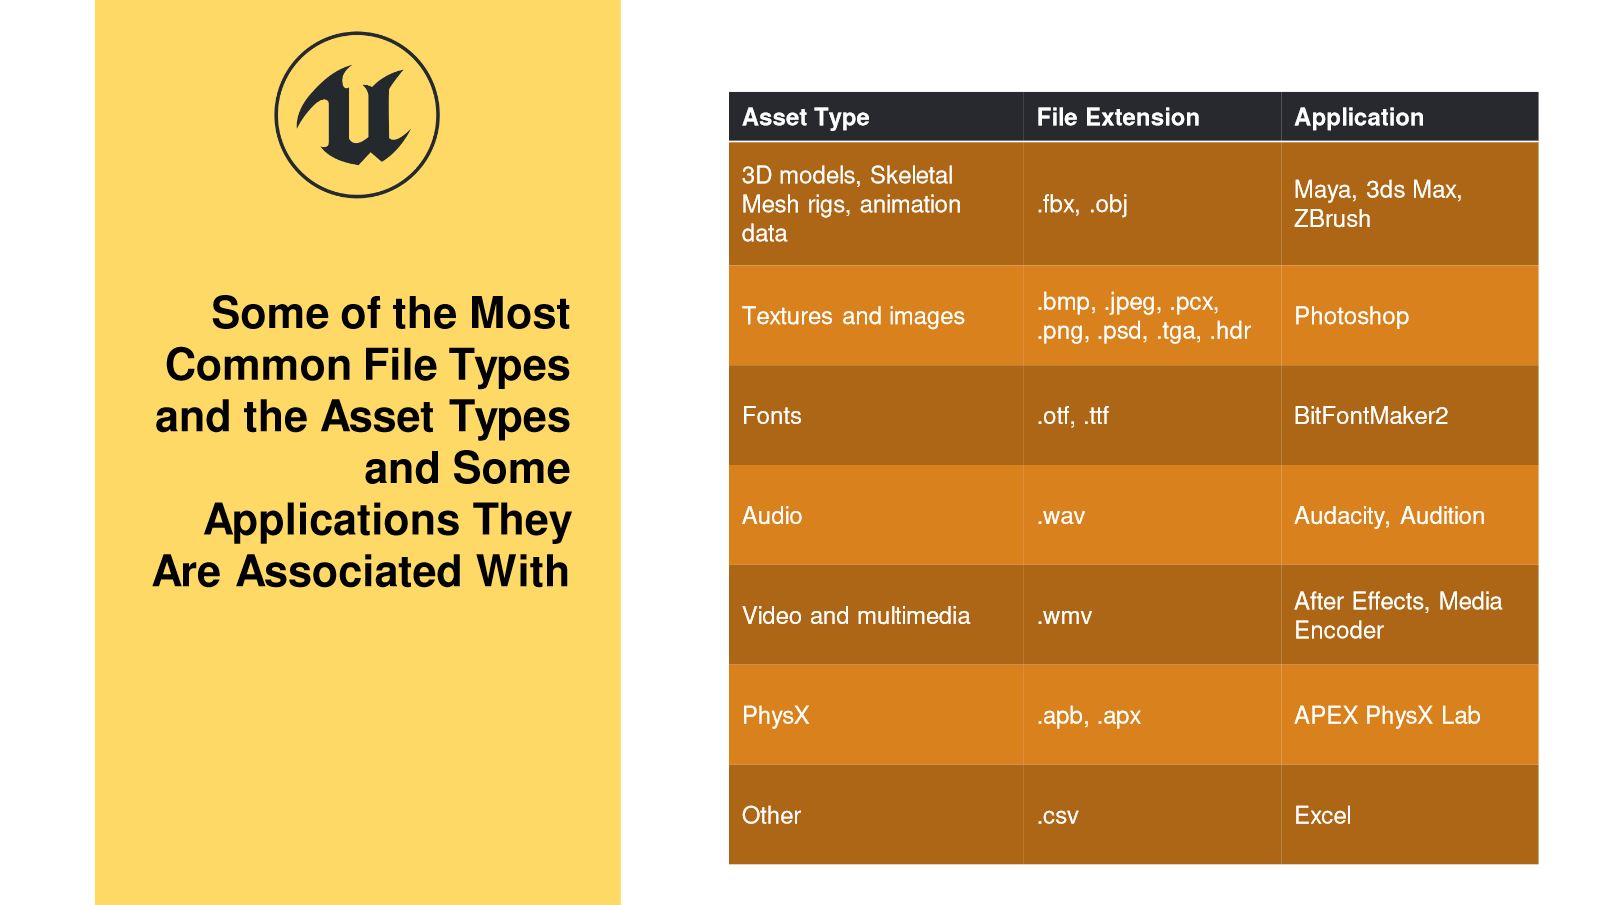 Some of the Most
Common File Types
and the Asset Types
and Some
Applications They
Are Associated With
Asset Type File Extension Application
3D models, Skeletal
Mesh rigs, animation
data
.fbx, .obj
Maya, 3ds Max,
ZBrush
Textures and images
.bmp, .jpeg, .pcx,
.png, .psd, .tga, .hdr
Photoshop
Fonts .otf, .ttf BitFontMaker2
Audio .wav Audacity, Audition
Video and multimedia .wmv
After Effects, Media
Encoder
PhysX .apb, .apx APEX PhysX Lab
Other .csv Excel